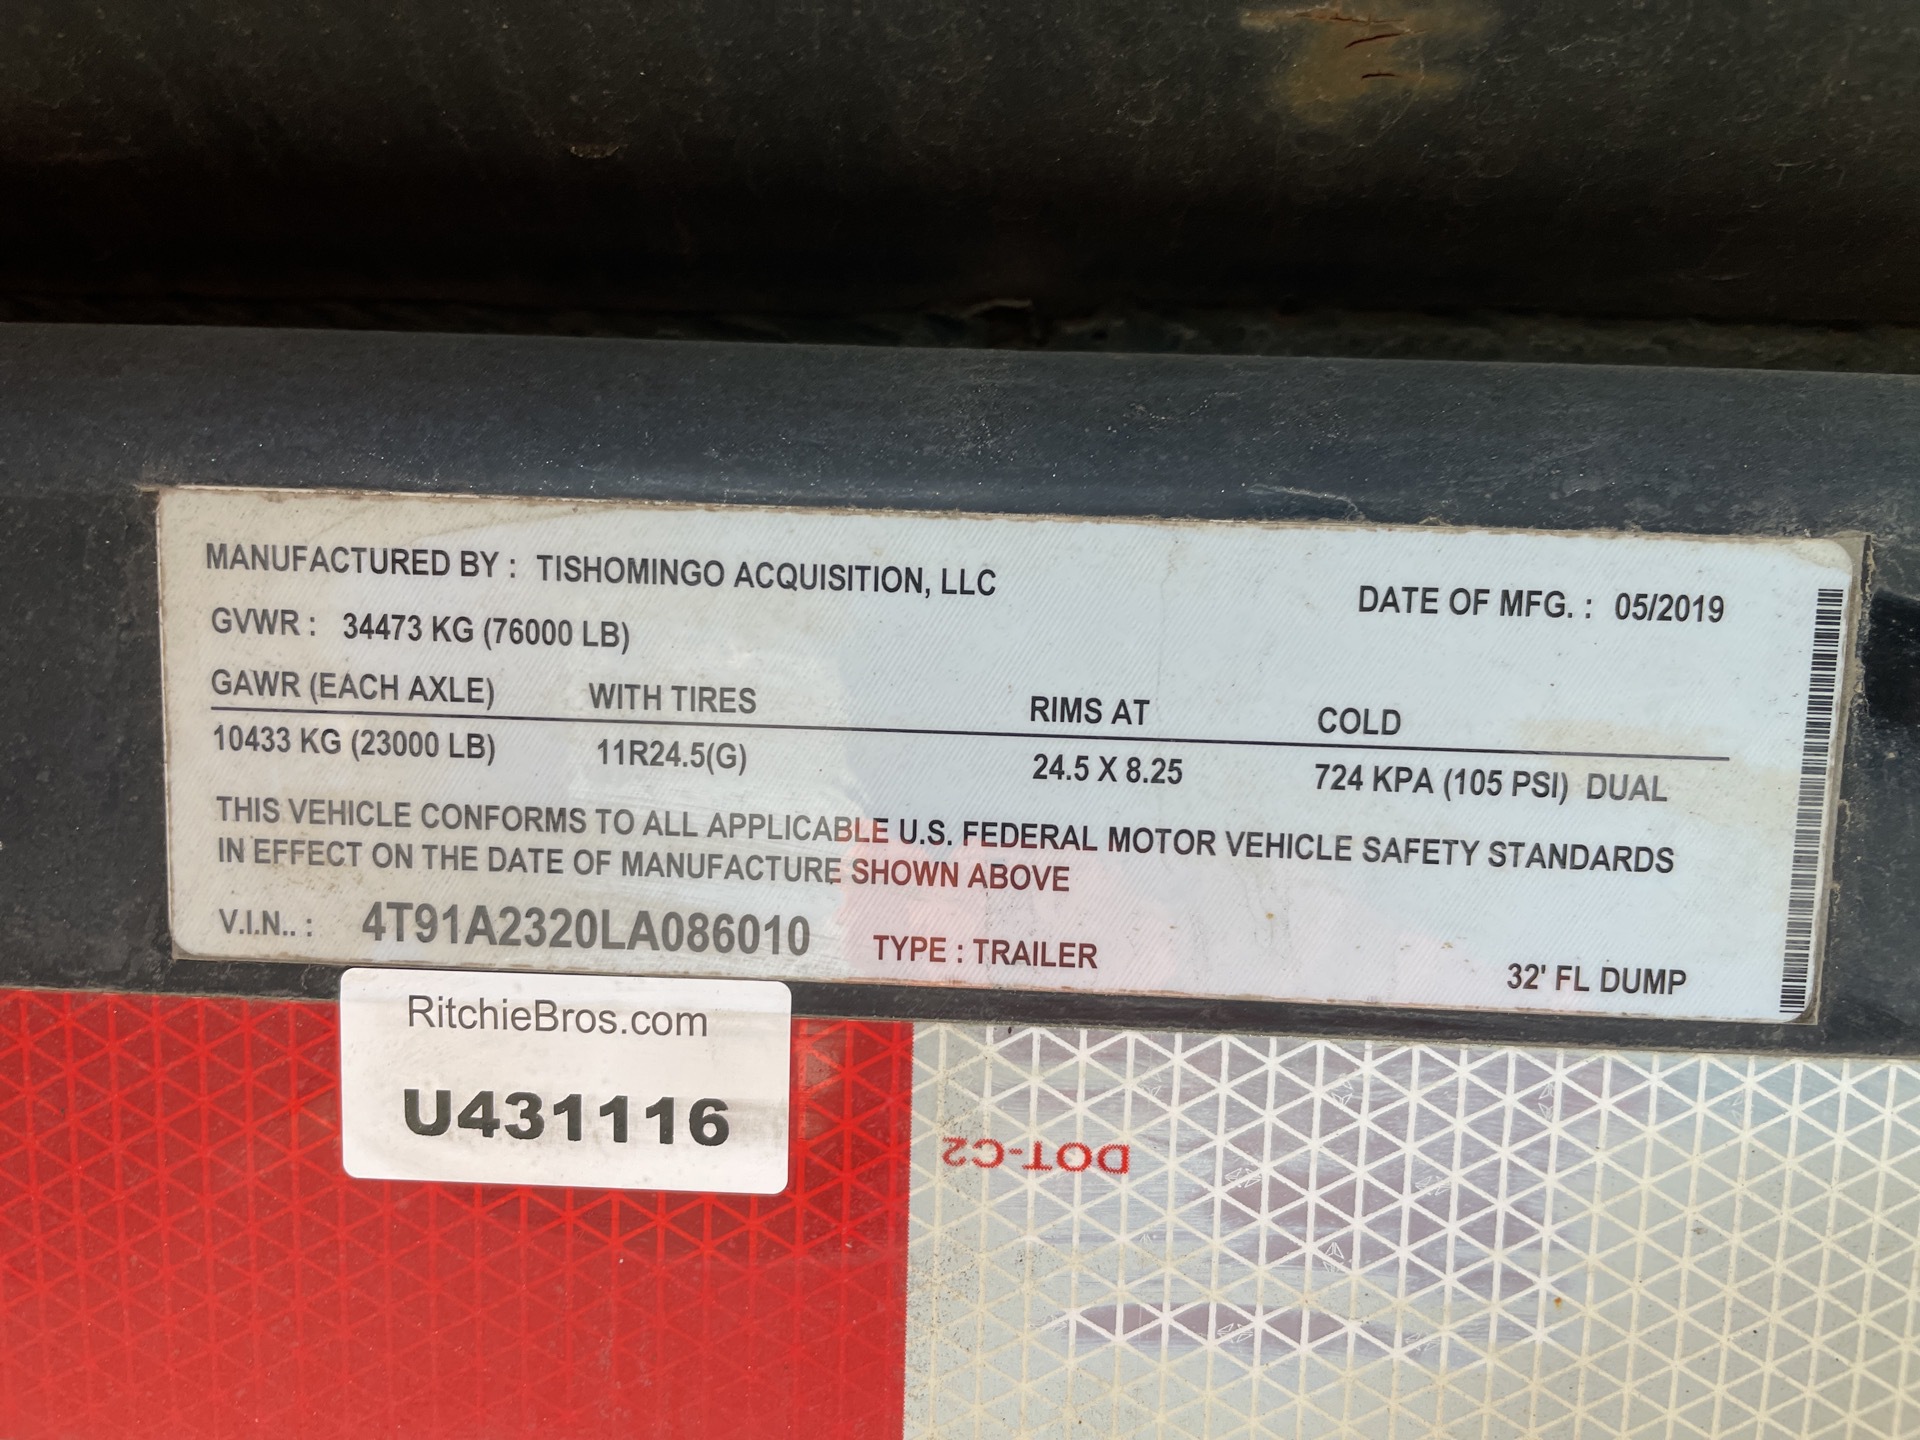 MANUFACTURED BY : TISHOMINGO ACQUISITION, LLC
DATE OF MFG. : 05/2019
GVWR : 34473 KG (76000 LB)
GAWR (EACH AXLE) WITH TIRES RIMS AT COLD
10433 KG (23000 LB) 11R24.5(G) 24.5 X 8.25 724 KPA (105 PSI) DUAL
THIS VEHICLE CONFORMS TO ALL APPLICABLE U.S. FEDERAL MOTOR VEHICLE SAFETY STANDARDS
IN EFFECT ON THE DATE OF MANUFACTURE SHOWN ABOVE
V.I.N.. : 4T91A2320LA086010 TYPE : TRAILER 32' FL DUMP
RitchieBros.com
U431116
DOT-C2